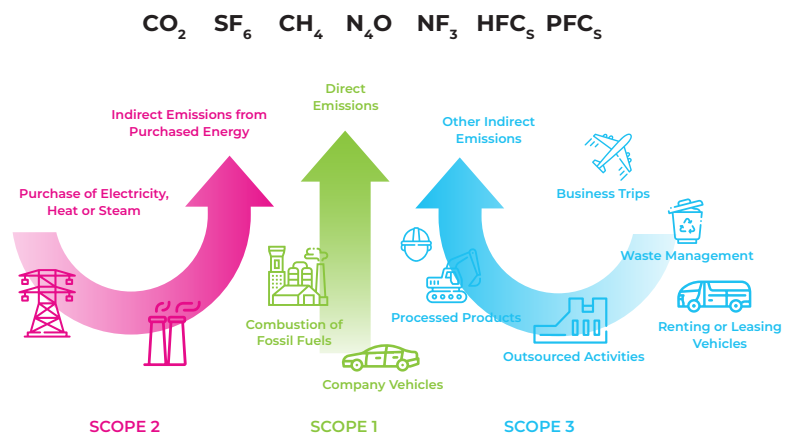 CO₂ SF₆ CH₄ N₄O NF₃ HFCₛ PFCₛ
Direct
Emissions
Indirect Emissions from
Purchased Energy
Other Indirect
Emissions
Purchase of Electricity,
Heat or Steam
Business Trips
Waste Management
Processed Products
Combustion of
Fossil Fuels
Renting or Leasing
Vehicles
Outsourced Activities
Company Vehicles
SCOPE 2
SCOPE 1
SCOPE 3